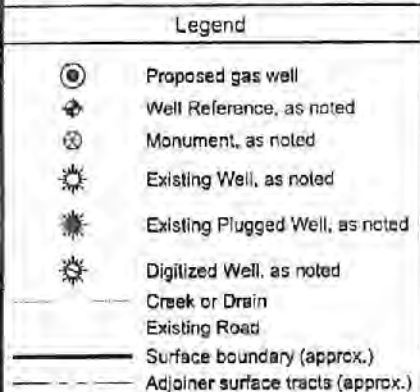 Legend
Proposed gas well
Well Reference, as noted
Monument, as noted
Existing Well, as noted
Existing Plugged Well, as noted
Digitized Well, as noted
Creek or Drain
Existing Road
Surface boundary (approx.)
Adjoiner surface tracts (approx.)